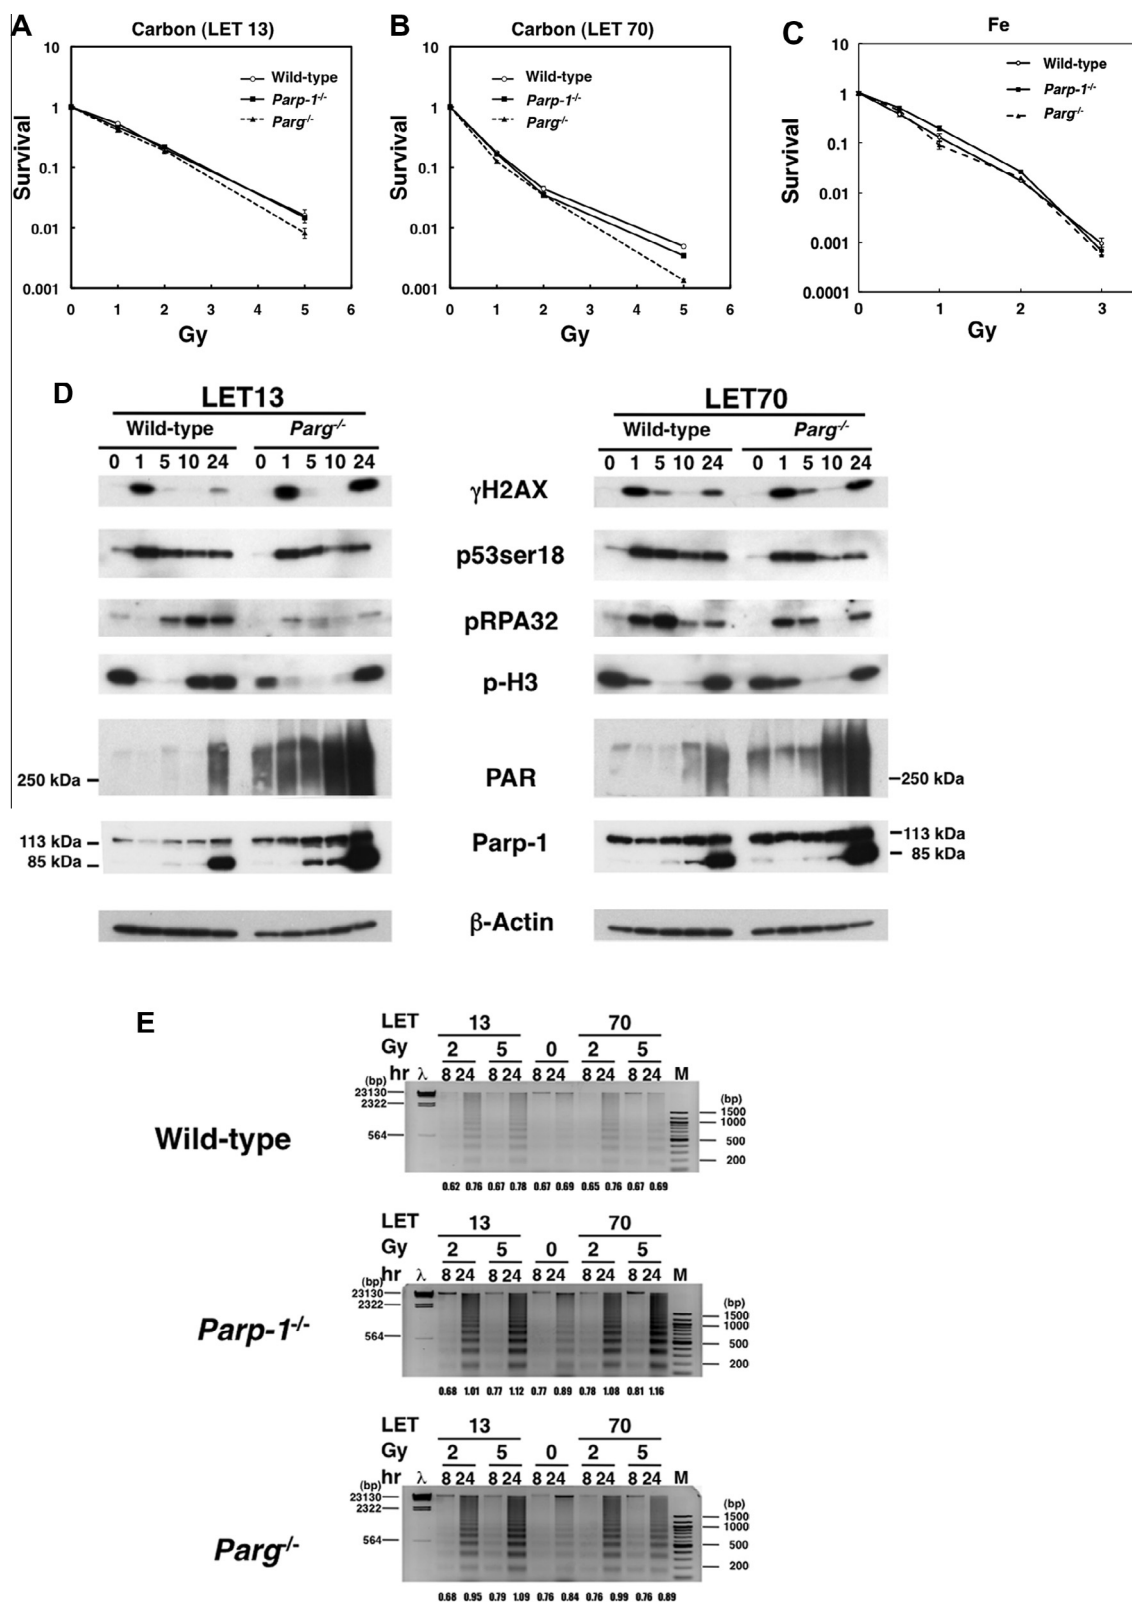 A
Carbon (LET 13)
10
1
0.1
0.01
0.001
Survival
Wild-type
Parp-1-/-
Parg-/-
0 1 2 3 4 5 6
Gy
B
Carbon (LET 70)
10
1
0.1
0.01
0.001
Survival
Wild-type
Parp-1-/-
Parg-/-
0 1 2 3 4 5 6
Gy
C
Fe
10
1
0.1
0.01
0.001
0.0001
Survival
Wild-type
Parp-1-/-
Parg-/-
0 1 2 3
Gy
D
LET13 LET70
Wild-type Parg-/- Wild-type Parg-/-
0 1 5 10 24 0 1 5 10 24 0 1 5 10 24 0 1 5 10 24
γH2AX
p53ser18
pRPA32
p-H3
250 kDa PAR 250 kDa
113 kDa Parp-1 113 kDa
85 kDa 85 kDa
β-Actin
E
LET 13 70
Gy 2 5 0 2 5
hr λ 8 24 8 24 8 24 8 24 8 24 M
(bp)
23130
2322
564
Wild-type
(bp)
1500
1000
500
200
0.62 0.76 0.67 0.78 0.67 0.69 0.65 0.76 0.67 0.69
LET 13 70
Gy 2 5 0 2 5
hr λ 8 24 8 24 8 24 8 24 8 24 M
(bp)
23130
2322
564
Parp-1-/-
(bp)
1500
1000
500
200
0.68 1.01 0.77 1.12 0.77 0.89 0.78 1.08 0.81 1.16
LET 13 70
Gy 2 5 0 2 5
hr λ 8 24 8 24 8 24 8 24 8 24 M
(bp)
23130
2322
564
Parg-/-
(bp)
1500
1000
500
200
0.68 0.95 0.79 1.09 0.76 0.84 0.76 0.99 0.76 0.89